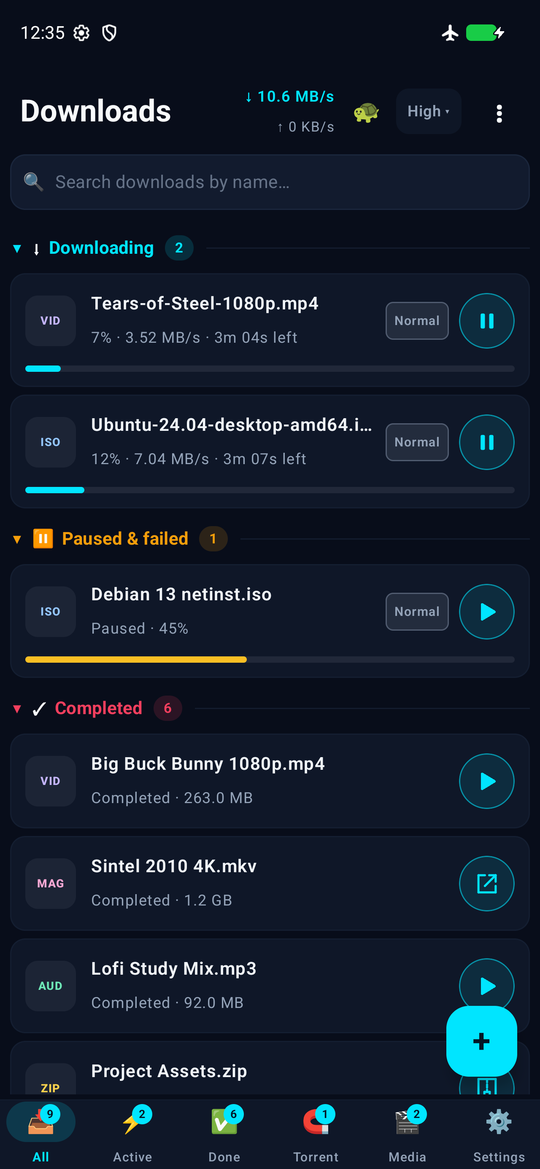 12:35
Downloads
↓ 10.6 MB/s
↑ 0 KB/s
High ▾
Search downloads by name…
▼ ↓ Downloading 2
VID
Tears-of-Steel-1080p.mp4
7% · 3.52 MB/s · 3m 04s left
Normal
ISO
Ubuntu-24.04-desktop-amd64.i…
12% · 7.04 MB/s · 3m 07s left
Normal
▼ Paused & failed 1
ISO
Debian 13 netinst.iso
Paused · 45%
Normal
▼ ✓ Completed 6
VID
Big Buck Bunny 1080p.mp4
Completed · 263.0 MB
MAG
Sintel 2010 4K.mkv
Completed · 1.2 GB
AUD
Lofi Study Mix.mp3
Completed · 92.0 MB
ZIP
Project Assets.zip
+
9 2 6 1 2
All Active Done Torrent Media Settings